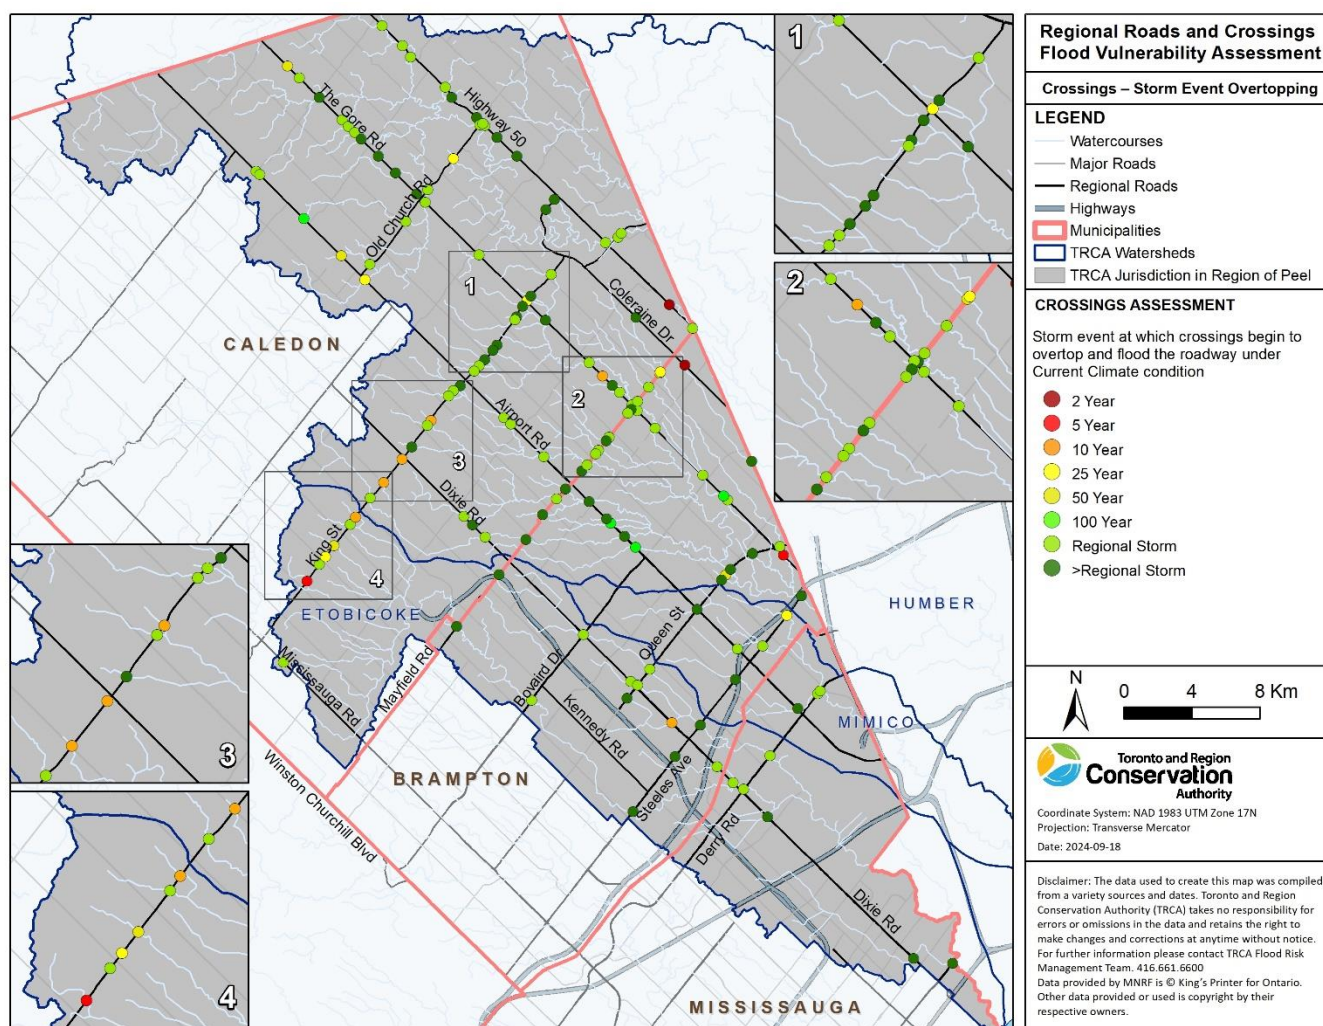 Regional Roads and Crossings
Flood Vulnerability Assessment
Crossings – Storm Event Overtopping
LEGEND
Watercourses
Major Roads
Regional Roads
Highways
Municipalities
TRCA Watersheds
TRCA Jurisdiction in Region of Peel
CROSSINGS ASSESSMENT
Storm event at which crossings begin to
overtop and flood the roadway under
Current Climate condition
2 Year
5 Year
10 Year
25 Year
50 Year
100 Year
Regional Storm
>Regional Storm
N
0 4 8 Km
Toronto and Region
Conservation
Authority
Coordinate System: NAD 1983 UTM Zone 17N
Projection: Transverse Mercator
Date: 2024-09-18
Disclaimer: The data used to create this map was compiled
from a variety sources and dates. Toronto and Region
Conservation Authority (TRCA) takes no responsibility for
errors or omissions in the data and retains the right to
make changes and corrections at anytime without notice.
For further information please contact TRCA Flood Risk
Management Team. 416.661.6600
Data provided by MNRF is © King's Printer for Ontario.
Other data provided or used is copyright by their
respective owners.
1
2
3
4
The Gore Rd
Highway 50
Old Church Rd
Coleraine Dr
CALEDON
1
2
3
4
Airport Rd
Dixie Rd
King St
ETOBICOKE
HUMBER
Mississauga Rd
Mayfield Rd
Bovaird Dr
Queen St
Kennedy Rd
MIMICO
Winston Churchill Blvd
BRAMPTON
Steeles Ave
Derry Rd
Dixie Rd
MISSISSAUGA